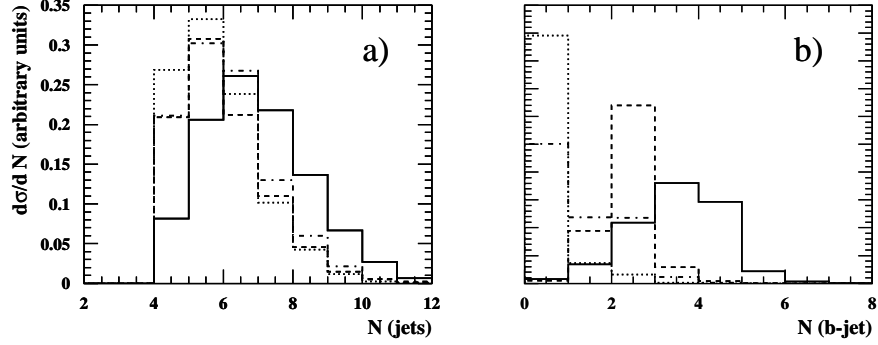 dσ/d N (arbitrary units)
0.35
0.3
0.25
0.2
0.15
0.1
0.05
0
a)
2 4 6 8 10 12
N (jets)
b)
0 2 4 6 8
N (b-jet)